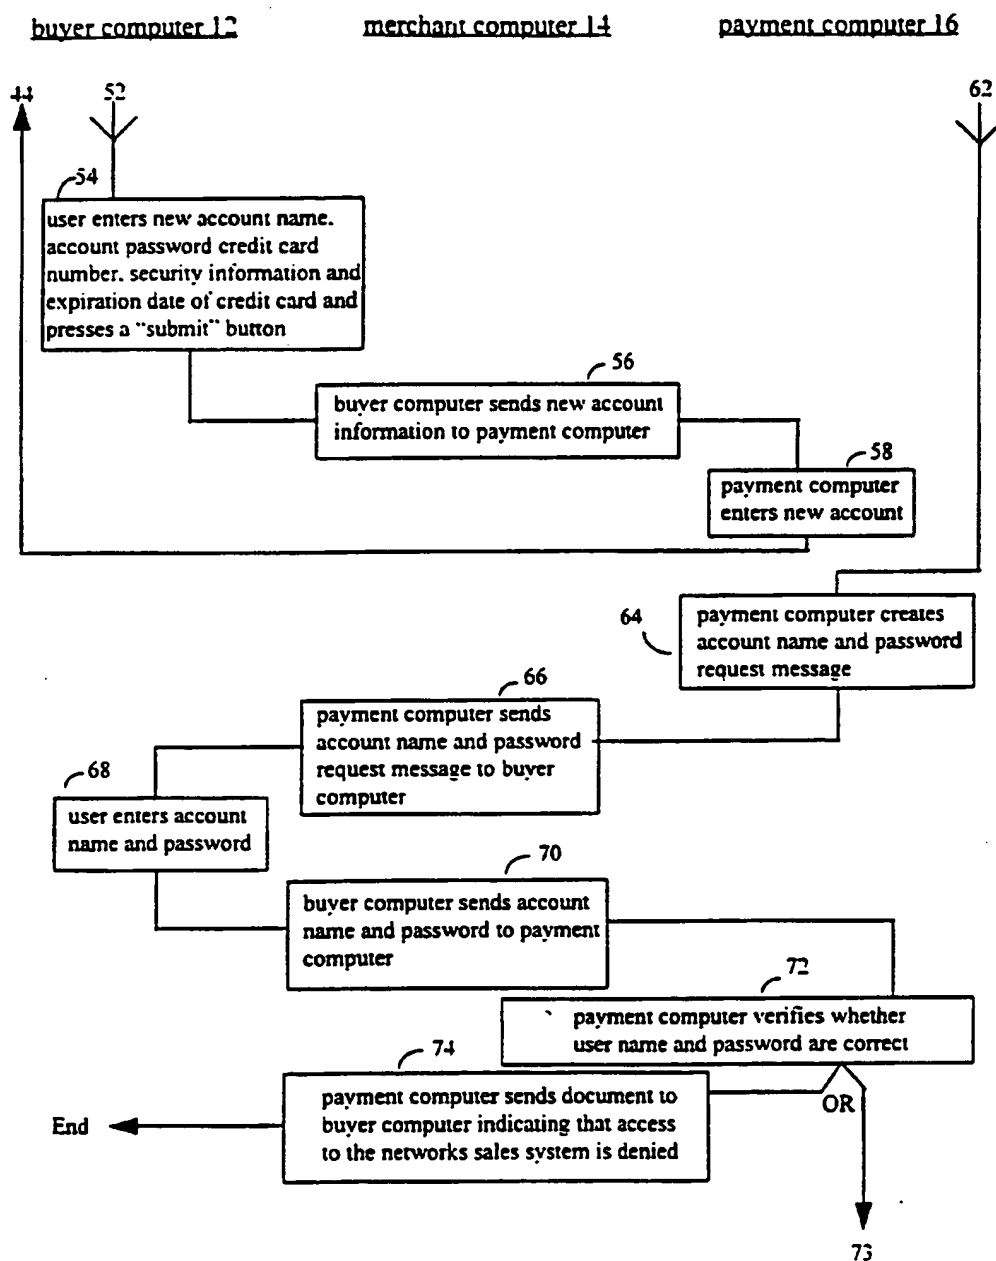 buyer computer 12
merchant computer 14
payment computer 16
44
52
62
54
user enters new account name.
account password credit card
number. security information and
expiration date of credit card and
presses a "submit" button
56
buyer computer sends new account
information to payment computer
58
payment computer
enters new account
64
payment computer creates
account name and password
request message
66
payment computer sends
account name and password
request message to buyer
computer
68
user enters account
name and password
70
buyer computer sends account
name and password to payment
computer
72
payment computer verifies whether
user name and password are correct
74
payment computer sends document to
buyer computer indicating that access
to the networks sales system is denied
OR
End
73